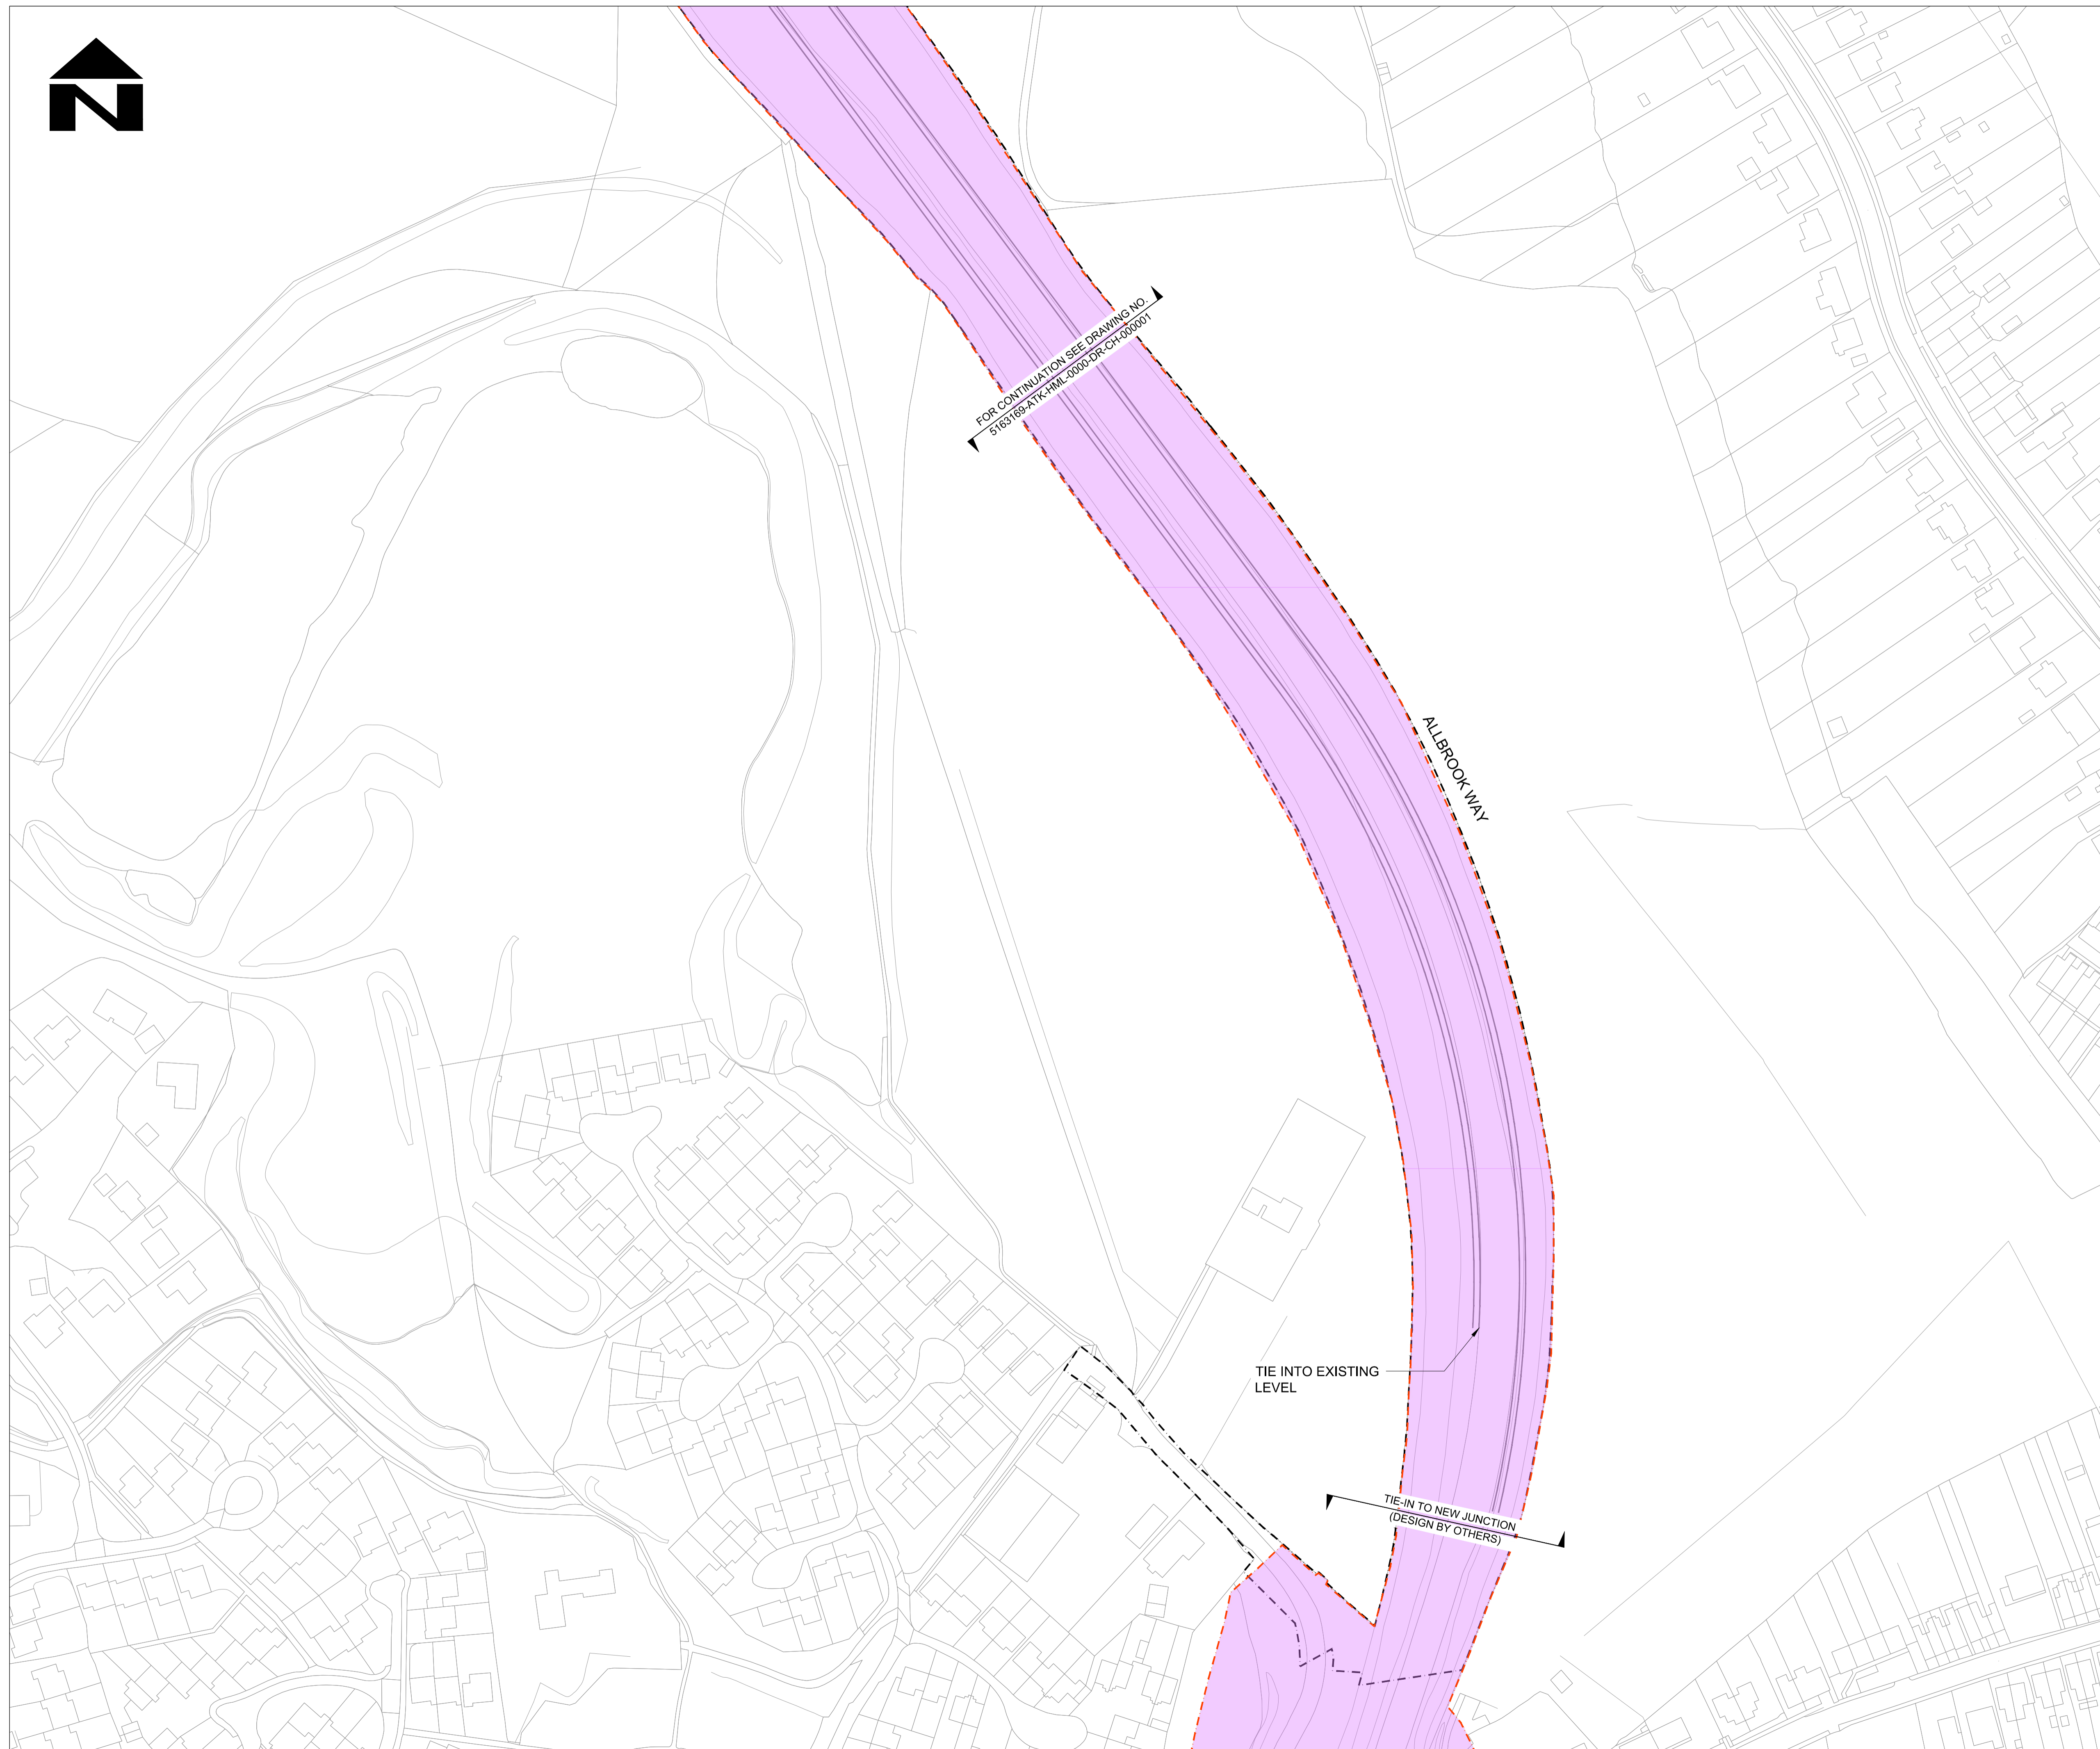 N
FOR CONTINUATION SEE DRAWING NO.
5163169-ATK-HML-0000-DR-CH-000001
ALLBROOK WAY
TIE INTO EXISTING
LEVEL
TIE-IN TO NEW JUNCTION
(DESIGN BY OTHERS)